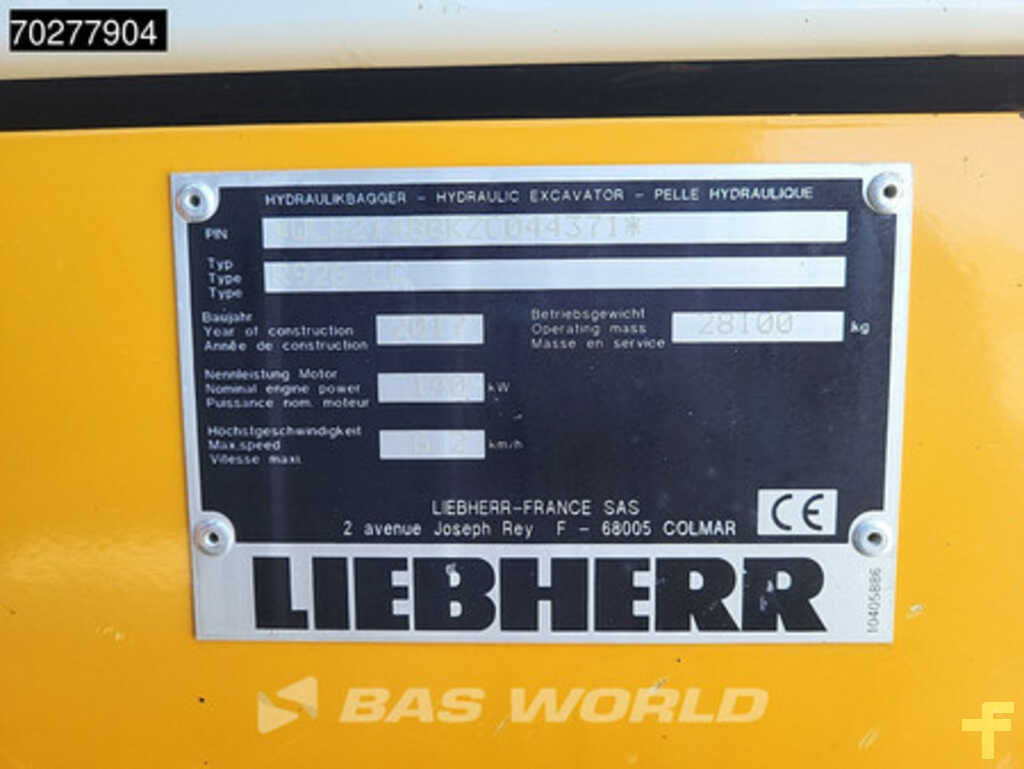 70277904
HYDRAULIKBAGGER - HYDRAULIC EXCAVATOR - PELLE HYDRAULIQUE
PIN
Typ
Type
Type
Baujahr
Year of construction 2017
Année de construction
Betriebsgewicht
Operating mass 28100 kg
Masse en service
Nennleistung Motor
Nominal engine power 140 kW
Puissance nom. moteur
Höchstgeschwindigkeit
Max.speed km/h
Vitesse maxi.
LIEBHERR-FRANCE SAS
2 avenue Joseph Rey F - 68005 COLMAR
CE
LIEBHERR
10405886
BAS WORLD